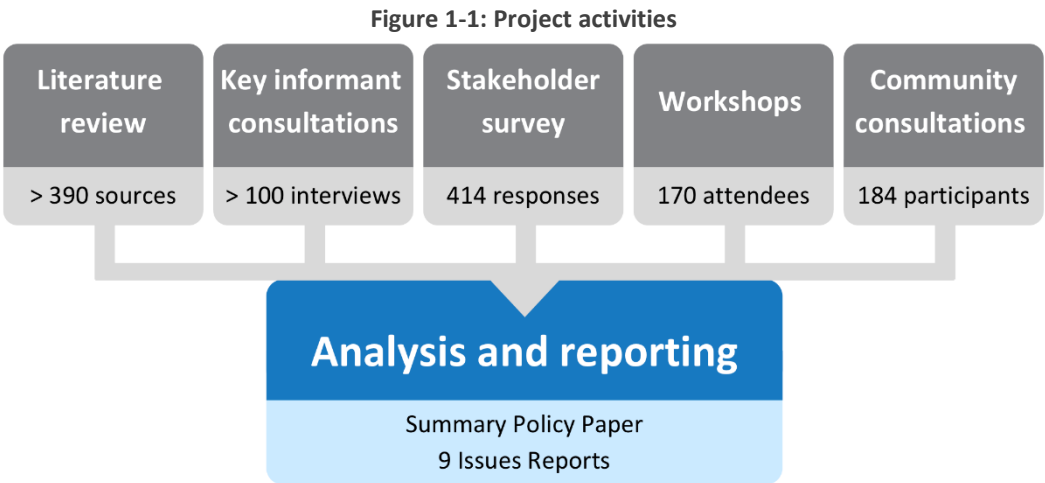 Figure 1-1: Project activities
Literature
review
> 390 sources
Key informant
consultations
> 100 interviews
Stakeholder
survey
414 responses
Workshops
170 attendees
Community
consultations
184 participants
Analysis and reporting
Summary Policy Paper
9 Issues Reports